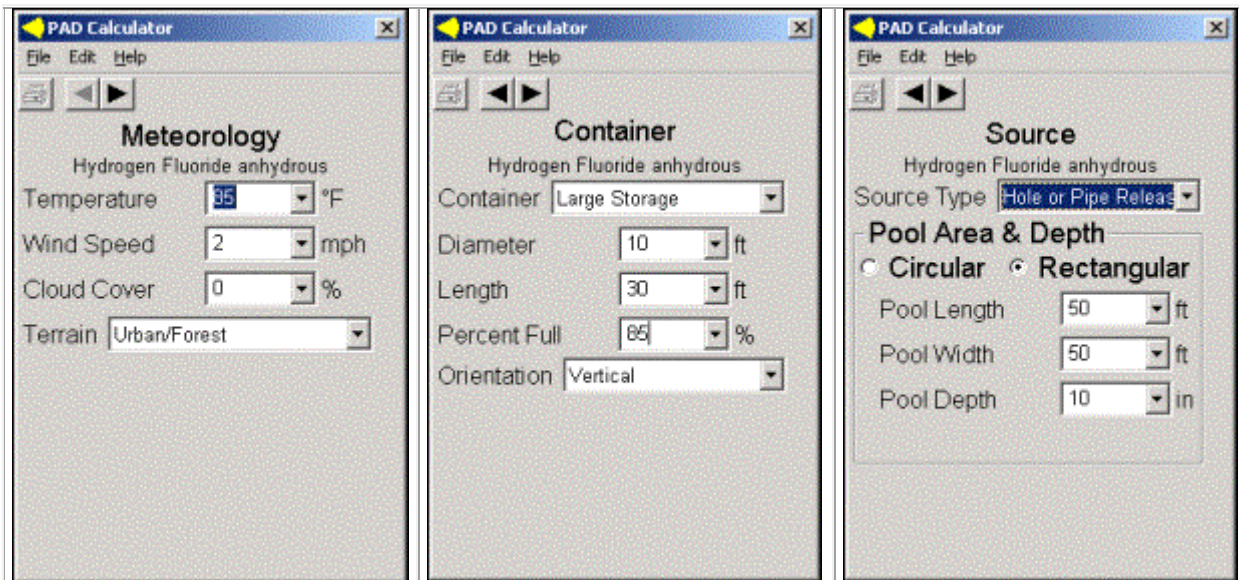 PAD Calculator
File Edit Help
Meteorology
Hydrogen Fluoride anhydrous
Temperature 85 °F
Wind Speed 2 mph
Cloud Cover 0 %
Terrain Urban/Forest
PAD Calculator
File Edit Help
Container
Hydrogen Fluoride anhydrous
Container Large Storage
Diameter 10 ft
Length 30 ft
Percent Full 85 %
Orientation Vertical
PAD Calculator
File Edit Help
Source
Hydrogen Fluoride anhydrous
Source Type Hole or Pipe Releas
Pool Area & Depth
Circular Rectangular
Pool Length 50 ft
Pool Width 50 ft
Pool Depth 10 in